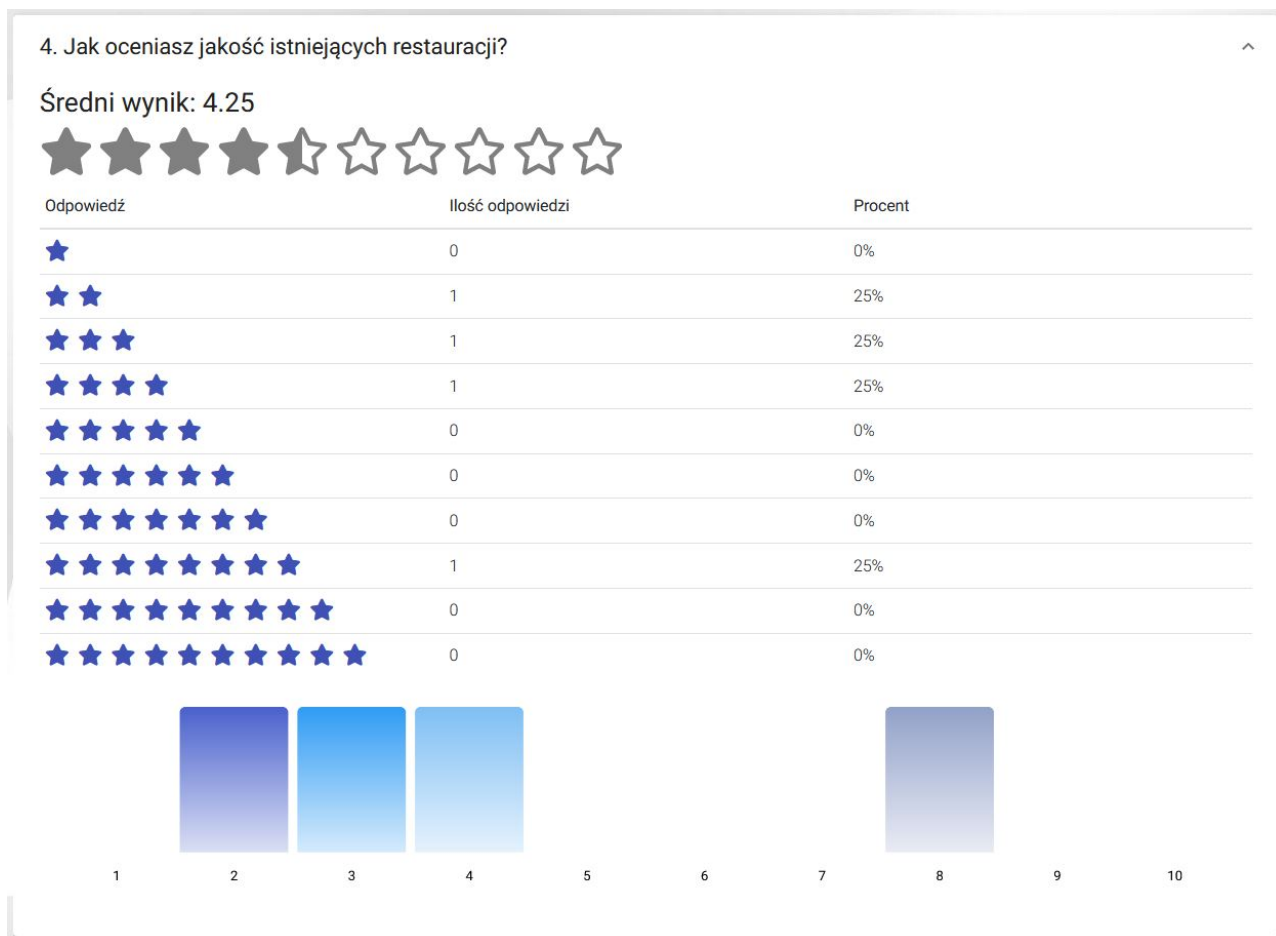 4. Jak oceniasz jakość istniejących restauracji?
Średni wynik: 4.25
Odpowiedź Ilość odpowiedzi Procent
0 0%
1 25%
1 25%
1 25%
0 0%
0 0%
0 0%
1 25%
0 0%
0 0%
1 2 3 4 5 6 7 8 9 10